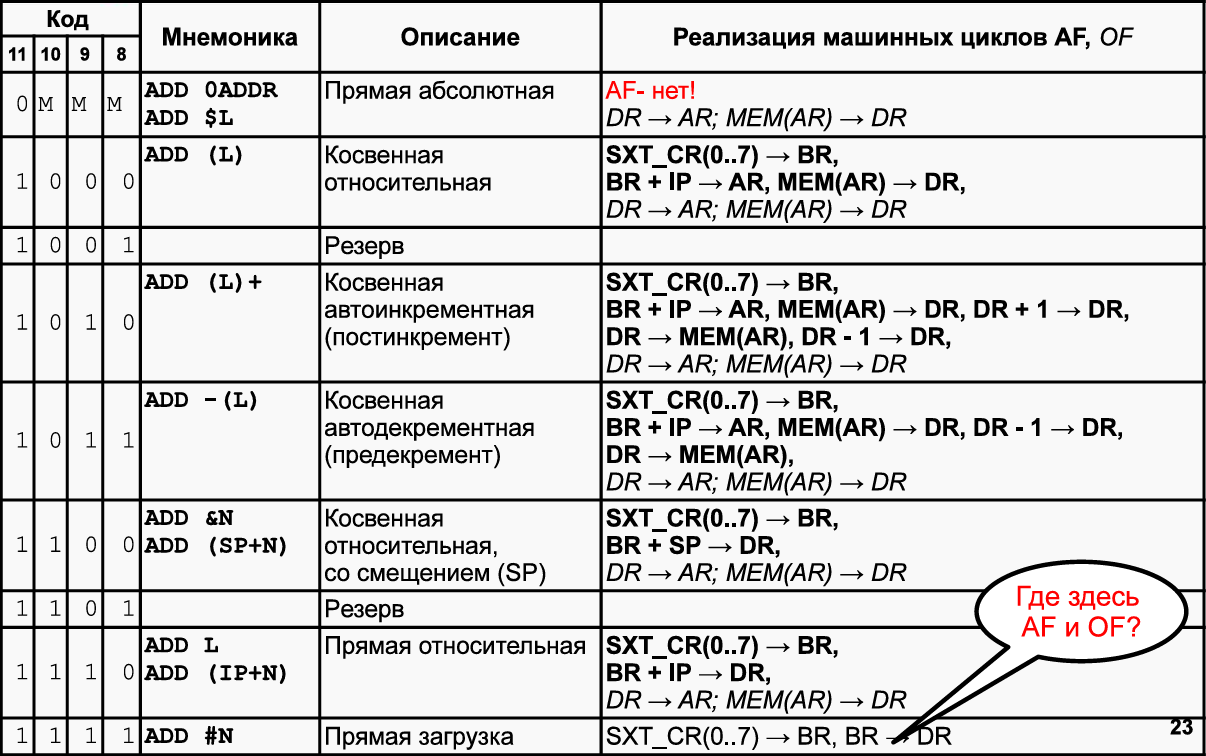 Код
Мнемоника
Описание
Реализация машинных циклов AF, OF
11 10 9 8
0 M M M
ADD 0ADDR
ADD $L
Прямая абсолютная
AF- нет!
DR → AR; MEM(AR) → DR
1 0 0 0
ADD (L)
Косвенная
относительная
SXT_CR(0..7) → BR,
BR + IP → AR, MEM(AR) → DR,
DR → AR; MEM(AR) → DR
1 0 0 1
Резерв
1 0 1 0
ADD (L)+
Косвенная
автоинкрементная
(постинкремент)
SXT_CR(0..7) → BR,
BR + IP → AR, MEM(AR) → DR, DR + 1 → DR,
DR → MEM(AR), DR - 1 → DR,
DR → AR; MEM(AR) → DR
1 0 1 1
ADD -(L)
Косвенная
автодекрементная
(предекремент)
SXT_CR(0..7) → BR,
BR + IP → AR, MEM(AR) → DR, DR - 1 → DR,
DR → MEM(AR),
DR → AR; MEM(AR) → DR
1 1 0 0
ADD &N
ADD (SP+N)
Косвенная
относительная,
со смещением (SP)
SXT_CR(0..7) → BR,
BR + SP → DR,
DR → AR; MEM(AR) → DR
1 1 0 1
Резерв
Где здесь
AF и OF?
1 1 1 0
ADD L
ADD (IP+N)
Прямая относительная
SXT_CR(0..7) → BR,
BR + IP → DR,
DR → AR; MEM(AR) → DR
1 1 1 1
ADD #N
Прямая загрузка
SXT_CR(0..7) → BR, BR → DR
23